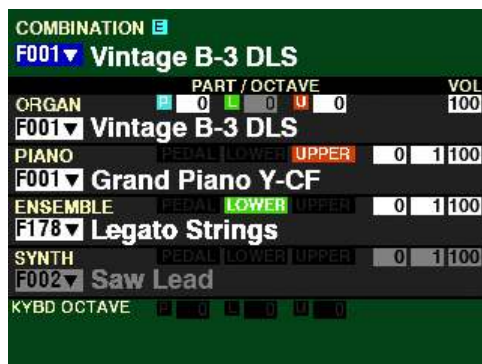 COMBINATION E
F001▼ Vintage B-3 DLS
PART / OCTAVE VOL
ORGAN P 0 L 0 U 0 100
F001▼ Vintage B-3 DLS
PIANO PEDAL LOWER UPPER 0 1 100
F001▼ Grand Piano Y-CF
ENSEMBLE PEDAL LOWER UPPER 0 1 100
F178▼ Legato Strings
SYNTH PEDAL LOWER UPPER 0 1 100
F002▼ Saw Lead
KYBD OCTAVE P 0 L 0 U 0